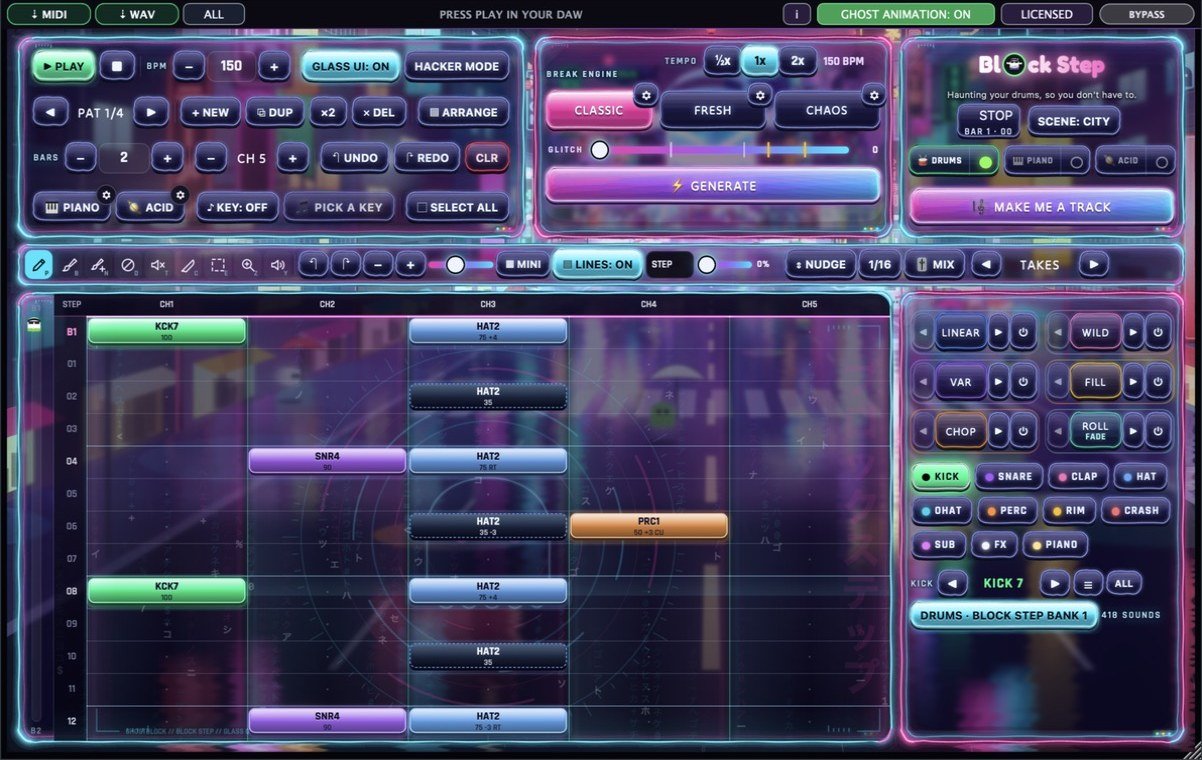 ↓ MIDI ↓ WAV ALL PRESS PLAY IN YOUR DAW i GHOST ANIMATION: ON LICENSED BYPASS
▶ PLAY ■ BPM − 150 + GLASS UI: ON HACKER MODE
◀ PAT 1/4 ▶ + NEW DUP ×2 × DEL ARRANGE
BARS − 2 + − CH 5 + UNDO REDO CLR
PIANO ACID ♪ KEY: OFF PICK A KEY SELECT ALL
BREAK ENGINE TEMPO ½x 1x 2x 150 BPM
CLASSIC FRESH CHAOS
GLITCH 0
⚡ GENERATE
Block Step
Haunting your drums, so you don't have to.
STOP
BAR 1 · 00
SCENE: CITY
DRUMS PIANO ACID
MAKE ME A TRACK
− + MINI LINES: ON STEP 0% NUDGE 1/16 MIX ◀ TAKES ▶
STEP CH1 CH2 CH3 CH4 CH5
B1 KCK7 HAT2
100 75 +4
01
02 HAT2
35
03
04 SNR4 HAT2
90 75 RT
05
06 HAT2 PRC1
35 -3 50 +3 CU
07
08 KCK7 HAT2
100 75 +4
09
10 HAT2
35
11
12 SNR4 HAT2
90 75 -3 RT
B2
◀ LINEAR ▶ ◀ WILD ▶
◀ VAR ▶ ◀ FILL ▶
◀ CHOP ▶ ◀ ROLL ▶
FADE
KICK SNARE CLAP HAT
OHAT PERC RIM CRASH
SUB FX PIANO
KICK ◀ KICK 7 ▶ ☰ ALL
DRUMS · BLOCK STEP BANK 1 418 SOUNDS